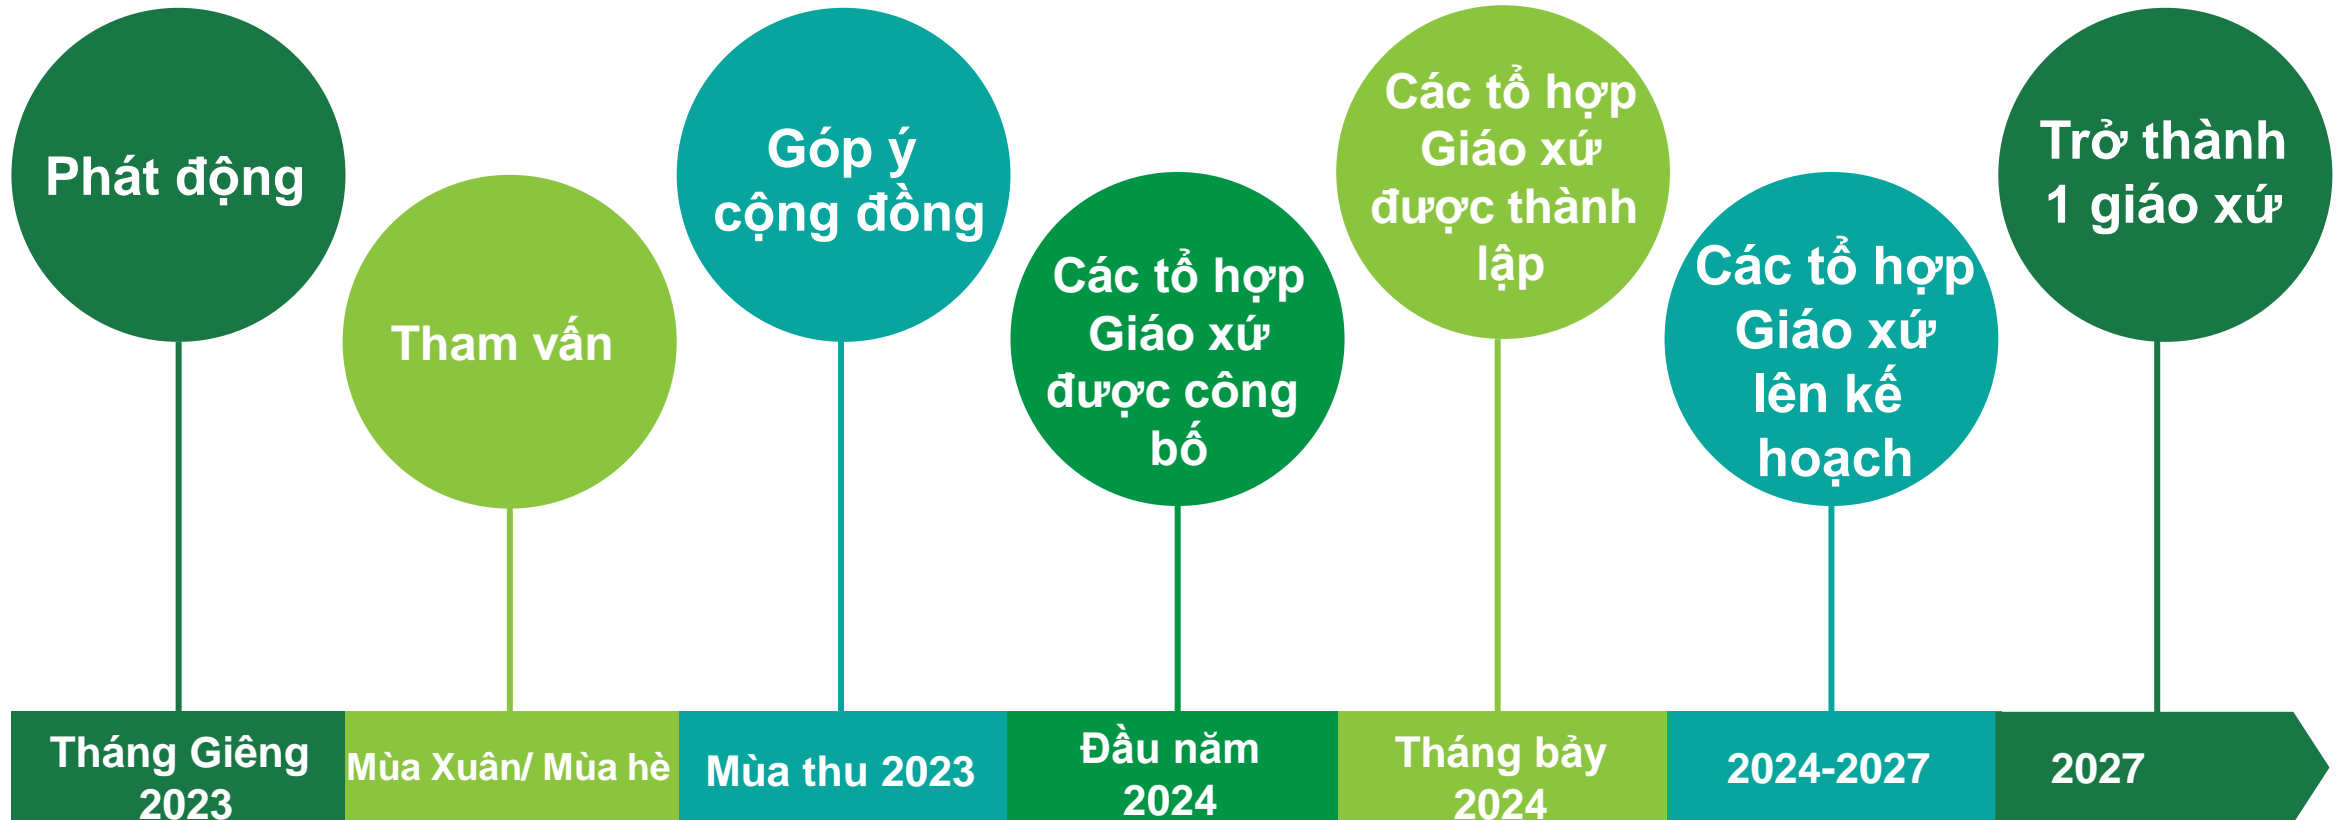 Phát động
Tham vấn
Góp ý
cộng đồng
Các tổ hợp
Giáo xứ
được công
bố
Các tổ hợp
Giáo xứ
được thành
lập
Các tổ hợp
Giáo xứ
lên kế
hoạch
Trở thành
1 giáo xứ
Tháng Giêng
2023
Mùa Xuân/ Mùa hè
Mùa thu 2023
Đầu năm
2024
Tháng bảy
2024
2024-2027
2027